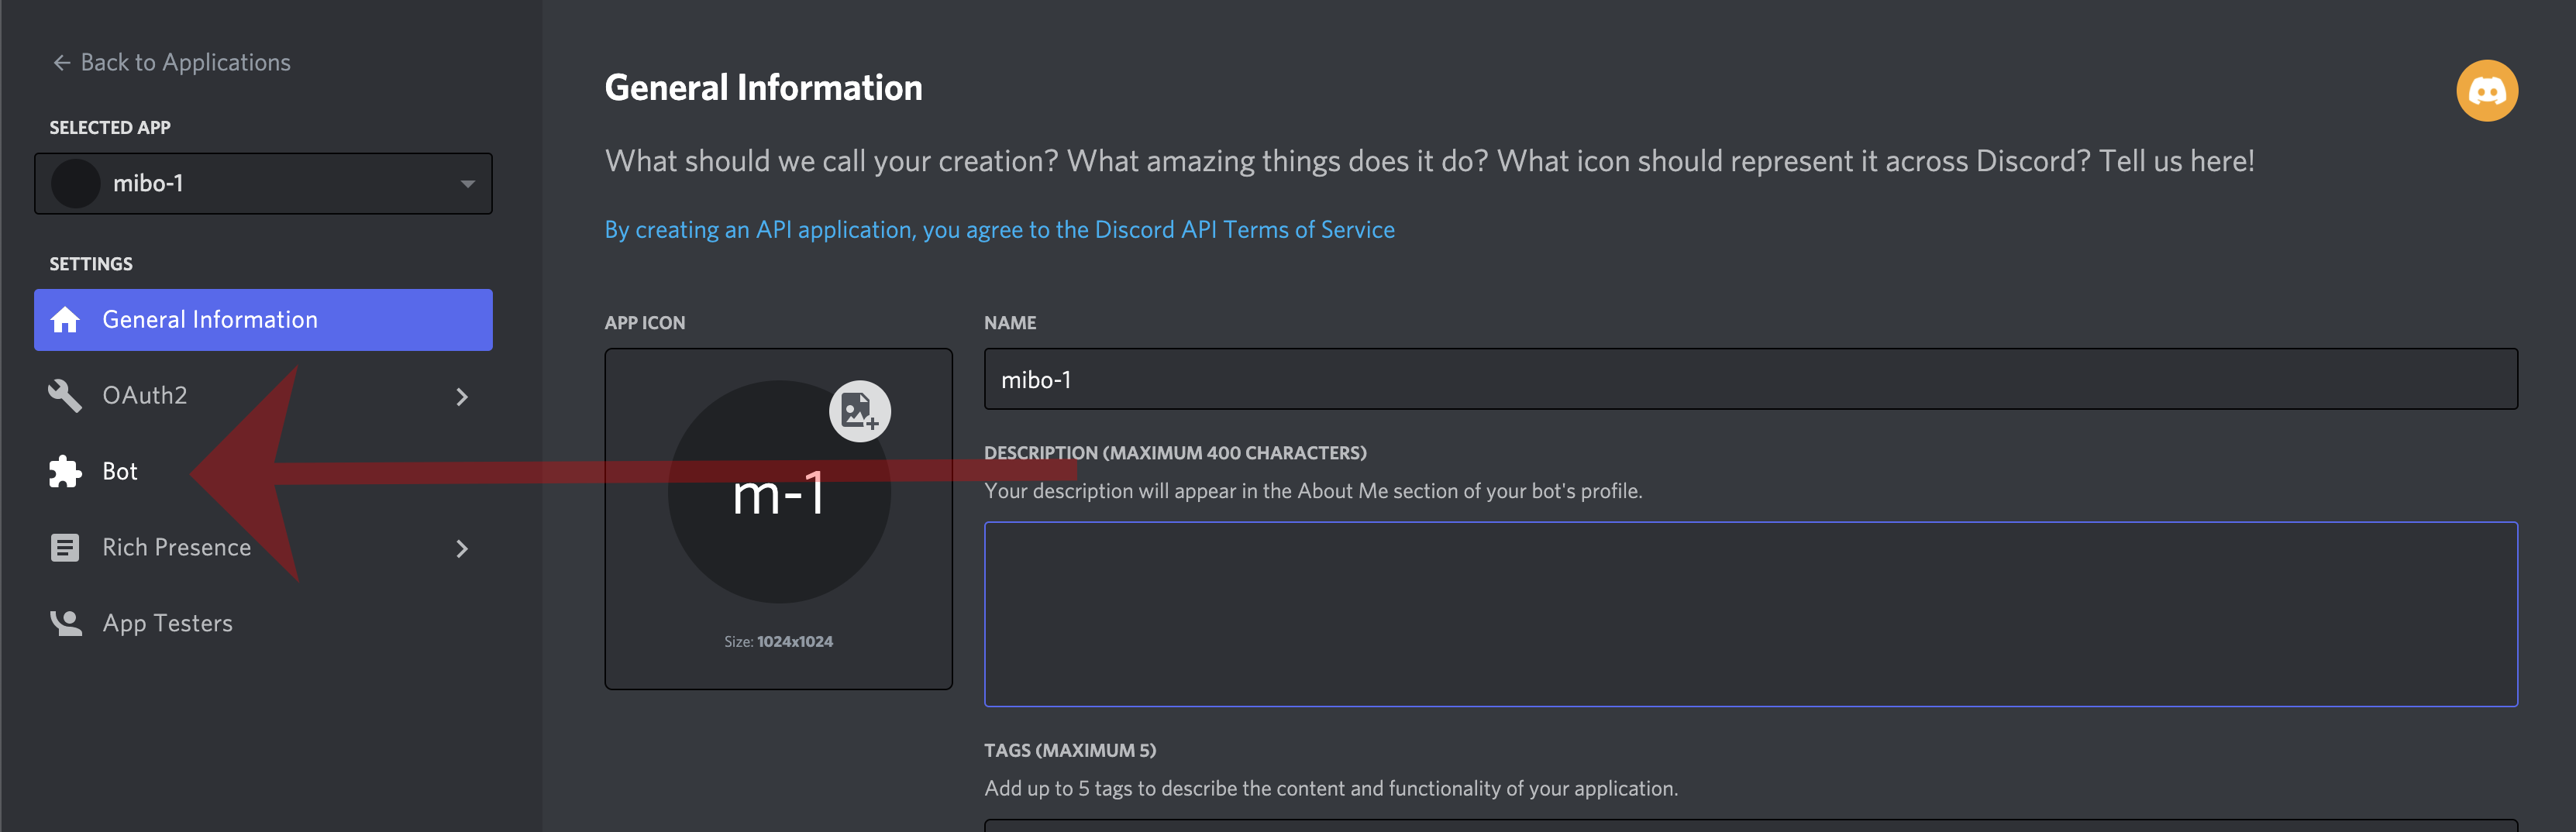 ← Back to Applications
SELECTED APP
mibo-1
SETTINGS
General Information
OAuth2
Bot
Rich Presence
App Testers
General Information
What should we call your creation? What amazing things does it do? What icon should represent it across Discord? Tell us here!
By creating an API application, you agree to the Discord API Terms of Service
APP ICON
m-1
Size: 1024x1024
NAME
mibo-1
DESCRIPTION (MAXIMUM 400 CHARACTERS)
Your description will appear in the About Me section of your bot's profile.
TAGS (MAXIMUM 5)
Add up to 5 tags to describe the content and functionality of your application.